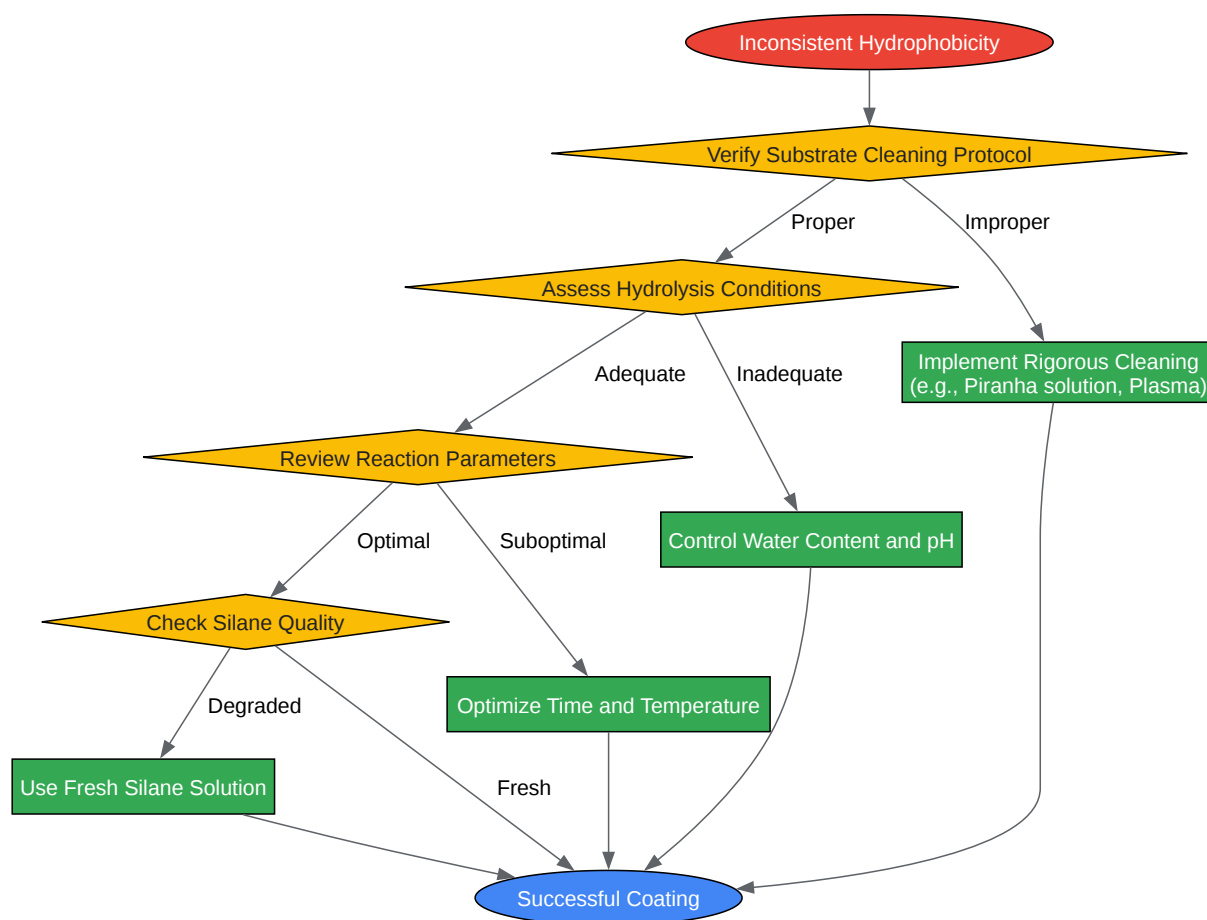 Inconsistent Hydrophobicity
Verify Substrate Cleaning Protocol
Proper
Improper
Assess Hydrolysis Conditions
Adequate
Inadequate
Implement Rigorous Cleaning
(e.g., Piranha solution, Plasma)
Review Reaction Parameters
Optimal
Suboptimal
Control Water Content and pH
Check Silane Quality
Degraded
Optimize Time and Temperature
Use Fresh Silane Solution
Fresh
Successful Coating